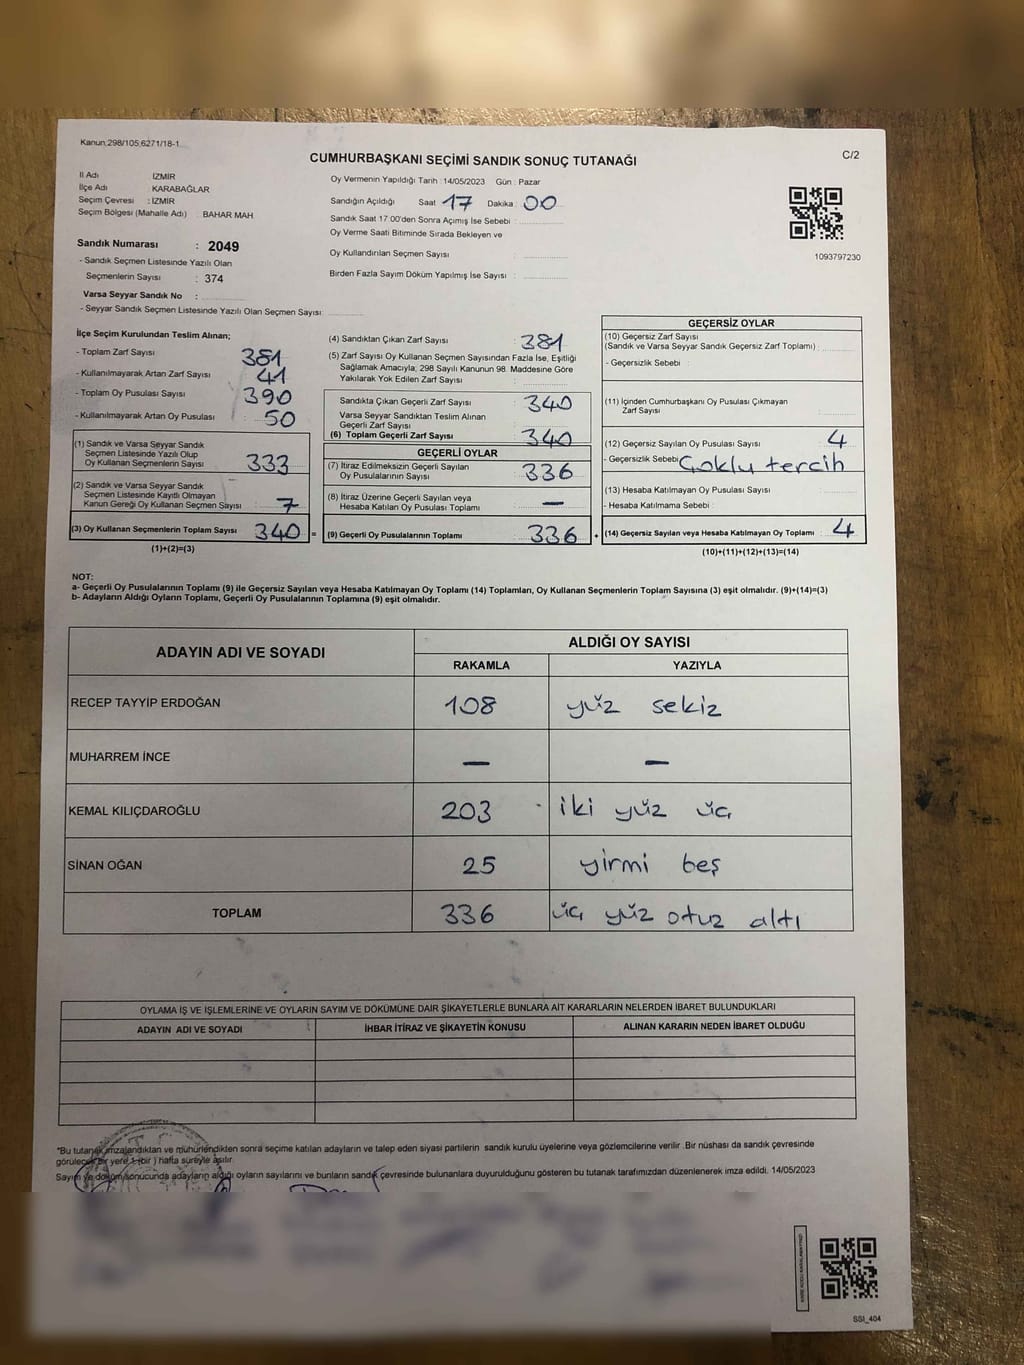 Kanun;298/105;6271/18-1
C/2
CUMHURBAŞKANI SEÇİMİ SANDIK SONUÇ TUTANAĞI
İl Adı : İZMİR
İlçe Adı : KARABAĞLAR
Seçim Çevresi : İZMİR
Seçim Bölgesi (Mahalle Adı) : BAHAR MAH
Sandık Numarası : 2049
- Sandık Seçmen Listesinde Yazılı Olan
Seçmenlerin Sayısı : 374
Varsa Seyyar Sandık No :
- Seyyar Sandık Seçmen Listesinde Yazılı Olan Seçmen Sayısı:
Oy Vermenin Yapıldığı Tarih : 14/05/2023 Gün : Pazar
Sandığın Açıldığı Saat : 17 Dakika : 00
Sandık Saat 17:00'den Sonra Açımış İse Sebebi :
Oy Verme Saati Bitiminde Sırada Bekleyen ve
Oy Kullandırılan Seçmen Sayısı :
Birden Fazla Sayım Döküm Yapılmış İse Sayısı :
1093797230
İlçe Seçim Kurulundan Teslim Alınan;
- Toplam Zarf Sayısı : 381
- Kullanılmayarak Artan Zarf Sayısı : 41
- Toplam Oy Pusulası Sayısı : 390
- Kullanılmayarak Artan Oy Pusulası : 50
(1) Sandık ve Varsa Seyyar Sandık
Seçmen Listesinde Yazılı Olup
Oy Kullanan Seçmenlerin Sayısı : 333
(2) Sandık ve Varsa Seyyar Sandık
Seçmen Listesinde Kayıtlı Olmayan
Kanun Gereği Oy Kullanan Seçmen Sayısı : 7
(3) Oy Kullanan Seçmenlerin Toplam Sayısı : 340 =
(1)+(2)=(3)
(4) Sandıktan Çıkan Zarf Sayısı : 381
(5) Zarf Sayısı Oy Kullanan Seçmen Sayısından Fazla İse, Eşitliği
Sağlamak Amacıyla; 298 Sayılı Kanunun 98. Maddesine Göre
Yakılarak Yok Edilen Zarf Sayısı :
Sandıkta Çıkan Geçerli Zarf Sayısı : 340
Varsa Seyyar Sandıktan Teslim Alınan
Geçerli Zarf Sayısı :
(6) Toplam Geçerli Zarf Sayısı : 340
GEÇERLİ OYLAR
(7) İtiraz Edilmeksizin Geçerli Sayılan
Oy Pusulalarının Sayısı : 336
(8) İtiraz Üzerine Geçerli Sayılan veya
Hesaba Katılan Oy Pusulası Toplamı : —
(9) Geçerli Oy Pusulalarının Toplamı : 336 +
GEÇERSİZ OYLAR
(10) Geçersiz Zarf Sayısı
(Sandık ve Varsa Seyyar Sandık Geçersiz Zarf Toplamı) :
- Geçersizlik Sebebi :
(11) İçinden Cumhurbaşkanı Oy Pusulası Çıkmayan
Zarf Sayısı :
(12) Geçersiz Sayılan Oy Pusulası Sayısı : 4
- Geçersizlik Sebebi : Çoklu tercih
(13) Hesaba Katılmayan Oy Pusulası Sayısı :
- Hesaba Katılmama Sebebi :
(14) Geçersiz Sayılan veya Hesaba Katılmayan Oy Toplamı : 4
(10)+(11)+(12)+(13)=(14)
NOT:
a- Geçerli Oy Pusulalarının Toplamı (9) ile Geçersiz Sayılan veya Hesaba Katılmayan Oy Toplamı (14) Toplamları, Oy Kullanan Seçmenlerin Toplam Sayısına (3) eşit olmalıdır. (9)+(14)=(3)
b- Adayların Aldığı Oyların Toplamı, Geçerli Oy Pusulalarının Toplamına (9) eşit olmalıdır.
ADAYIN ADI VE SOYADI
ALDIĞI OY SAYISI
RAKAMLA YAZIYLA
RECEP TAYYİP ERDOĞAN 108 yüz sekiz
MUHARREM İNCE — —
KEMAL KILIÇDAROĞLU 203 iki yüz üç
SİNAN OĞAN 25 yirmi beş
TOPLAM 336 üç yüz otuz altı
OYLAMA İŞ VE İŞLEMLERİNE VE OYLARIN SAYIM VE DÖKÜMÜNE DAİR ŞİKAYETLERLE BUNLARA AİT KARARLARIN NELERDEN İBARET BULUNDUKLARI
ADAYIN ADI VE SOYADI İHBAR İTİRAZ VE ŞİKAYETİN KONUSU ALINAN KARARIN NEDEN İBARET OLDUĞU
*Bu tutanak imzalandıktan ve mühürlendikten sonra seçime katılan adayların ve talep eden siyasi partilerin sandık kurulu üyelerine veya gözlemcilerine verilir. Bir nüshası da sandık çevresinde
görülecek bir yere 1 (bir) hafta süreyle asılır.
Sayım ve döküm sonucunda adayların aldığı oyların sayılarını ve bunların sandık çevresinde bulunanlara duyurulduğunu gösteren bu tutanak tarafımızdan düzenlenerek imza edildi. 14/05/2023
SSI_404